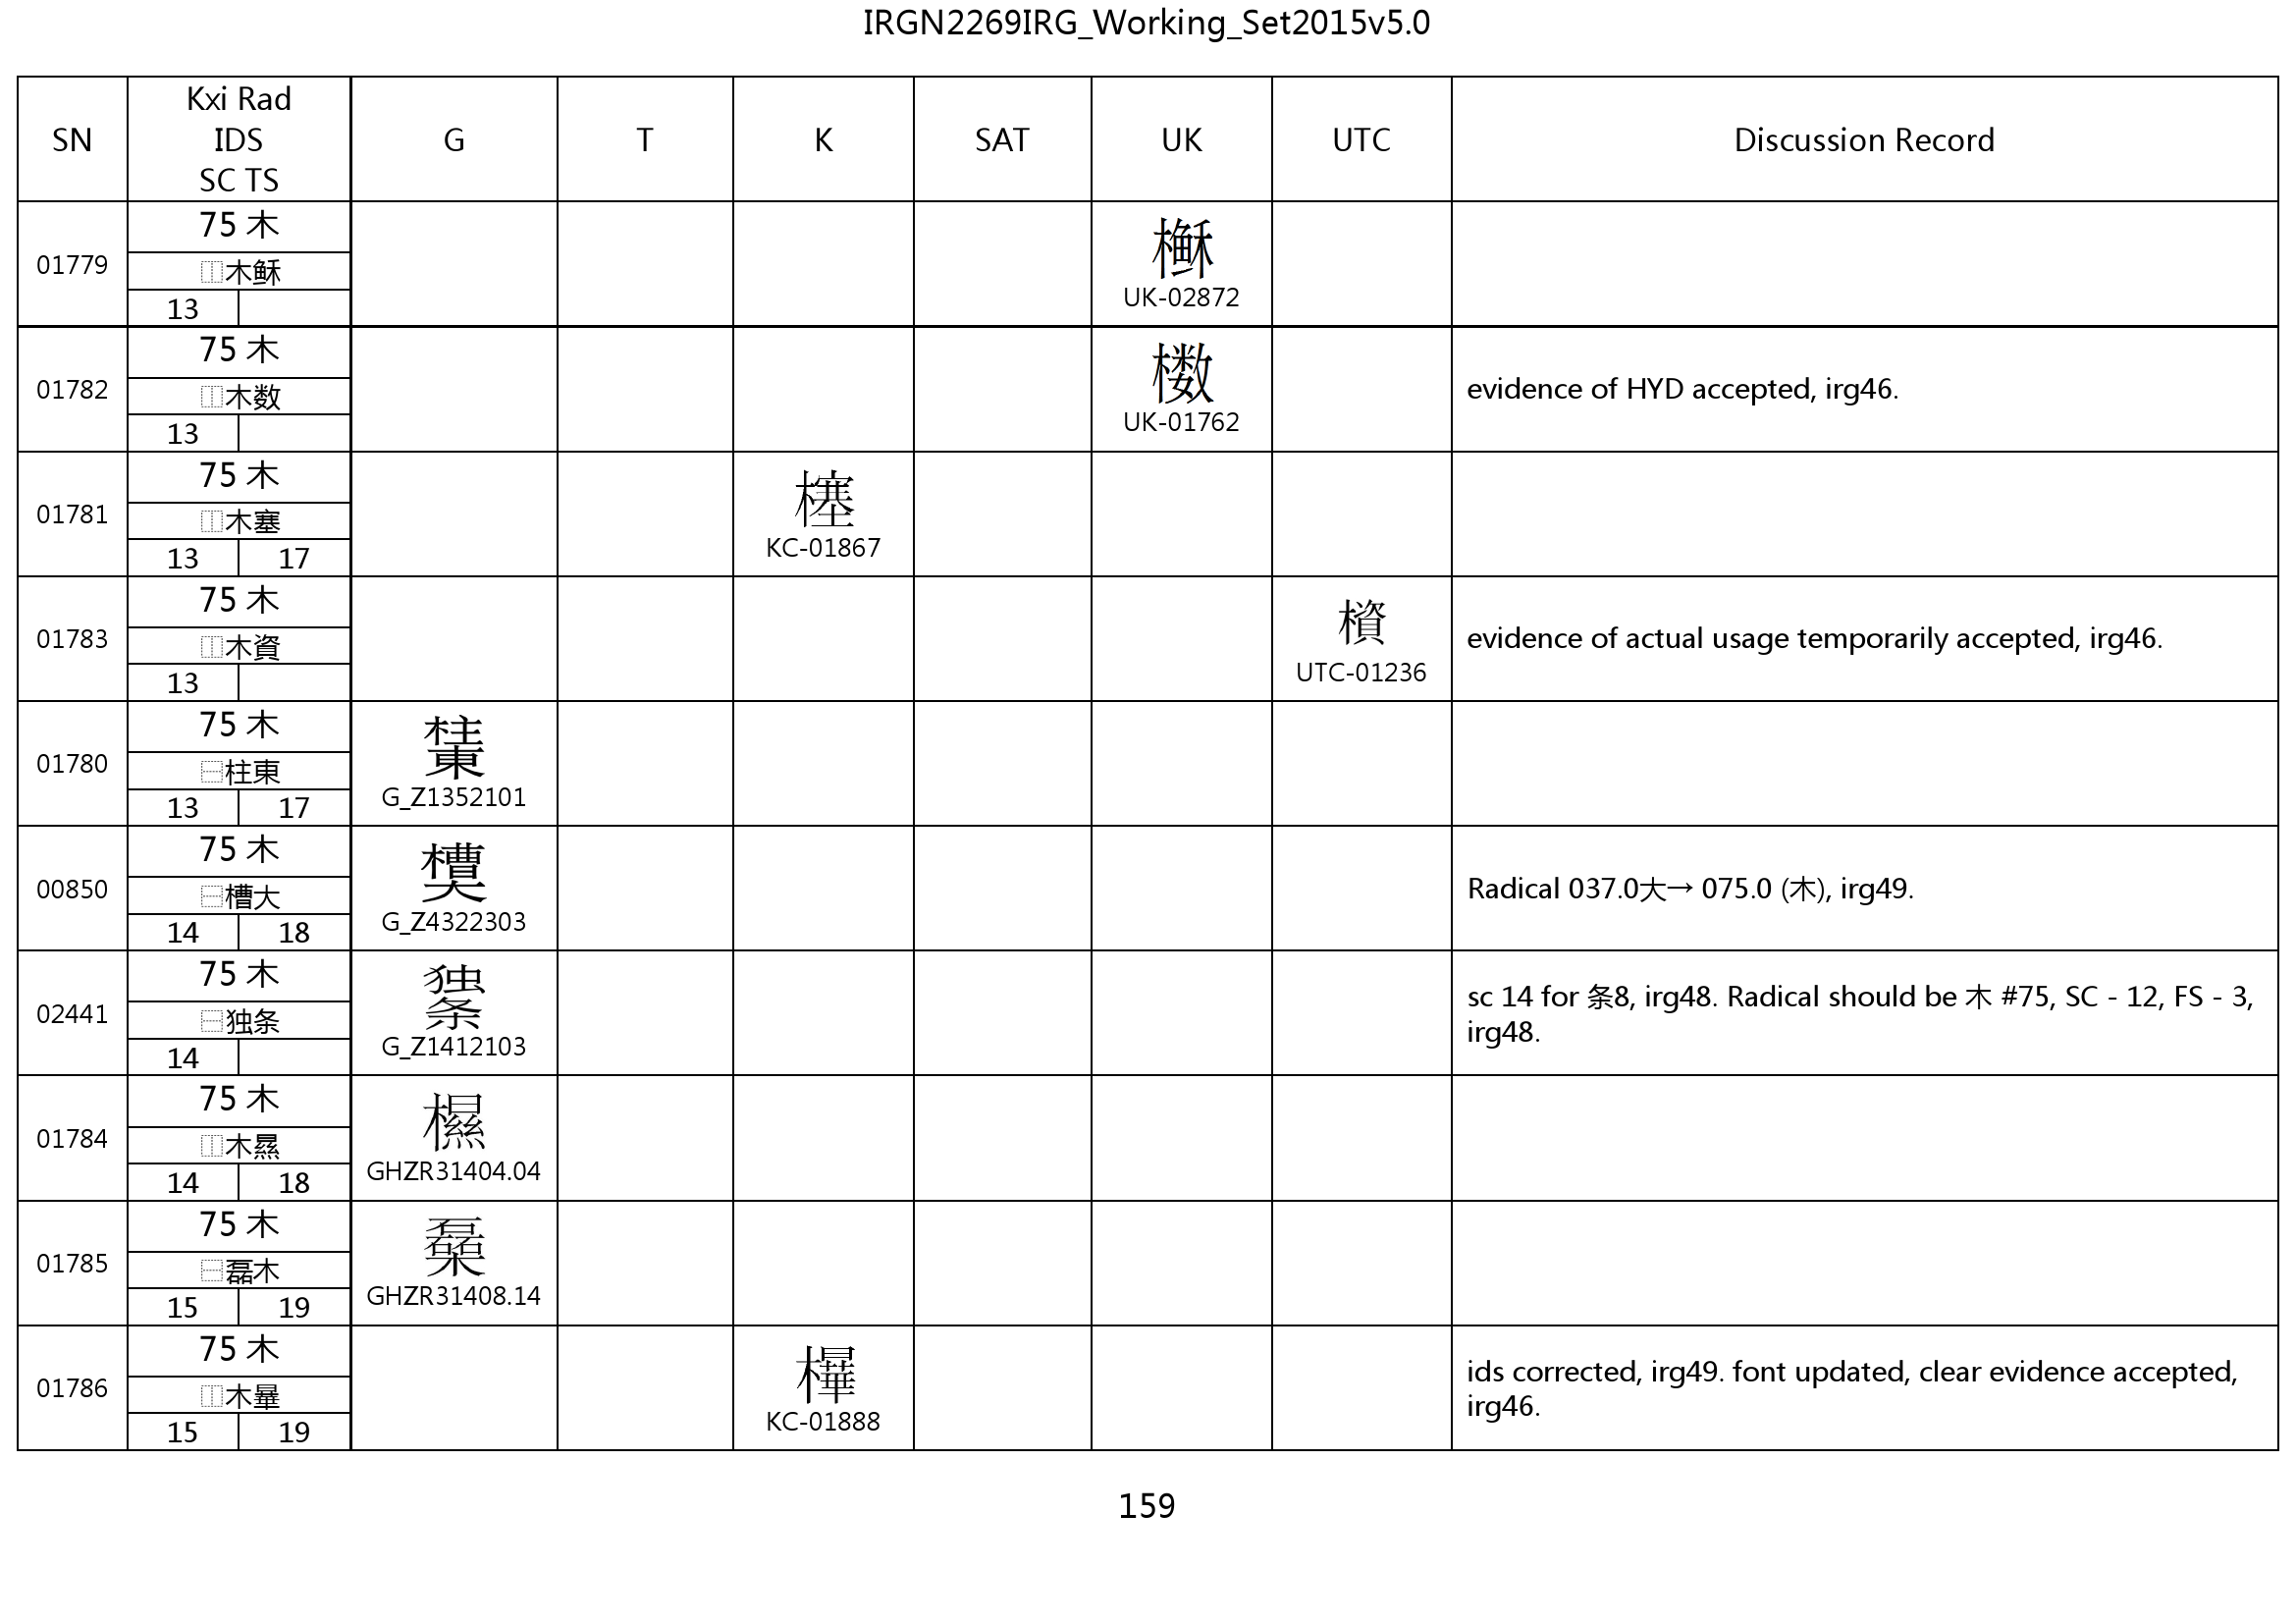 IRGN2269IRG_Working_Set2015v5.0
SN
Kxi Rad
IDS
SC TS
G
T
K
SAT
UK
UTC
Discussion Record
01779
75 木
⿰木稣
13
UK-02872
01782
75 木
⿰木数
13
UK-01762
evidence of HYD accepted, irg46.
01781
75 木
⿰木塞
13 17
KC-01867
01783
75 木
⿰木資
13
UTC-01236
evidence of actual usage temporarily accepted, irg46.
01780
75 木
⿱柱東
13 17
G_Z1352101
00850
75 木
⿱槽大
14 18
G_Z4322303
Radical 037.0大→ 075.0 (木), irg49.
02441
75 木
⿱独条
14
G_Z1412103
sc 14 for 条8, irg48. Radical should be 木 #75, SC - 12, FS - 3,
irg48.
01784
75 木
⿰木㬎
14 18
GHZR31404.04
01785
75 木
⿱磊木
15 19
GHZR31408.14
01786
75 木
⿰木
15 19
KC-01888
ids corrected, irg49. font updated, clear evidence accepted,
irg46.
159